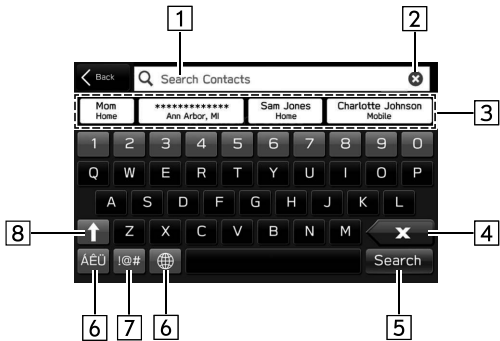 1 2
Back Search Contacts
Mom ************* Sam Jones Charlotte Johnson
Home Ann Arbor, MI Home Mobile
3
1 2 3 4 5 6 7 8 9 0
Q W E R T Y U I O P
A S D F G H J K L
8 Z X C V B N M X 4
ÁÊÜ !@# Search
6 7 6 5